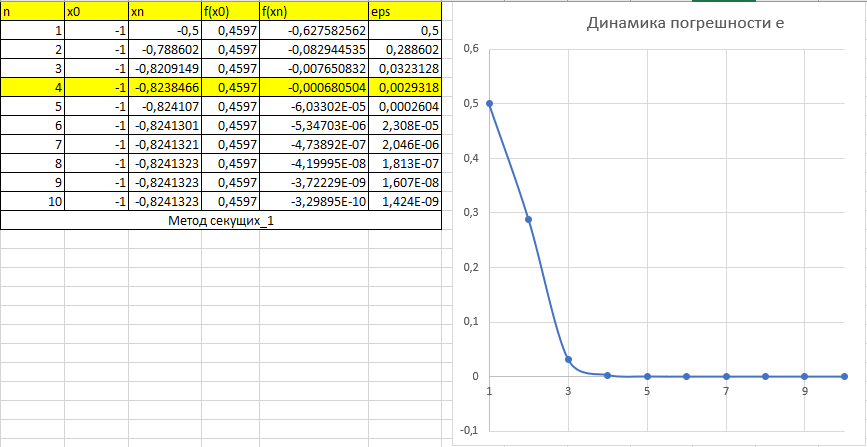 n x0 xn f(x0) f(xn) eps
1 -1 -0,5 0,4597 -0,627582562 0,5
2 -1 -0,788602 0,4597 -0,082944535 0,288602
3 -1 -0,8209149 0,4597 -0,007650832 0,0323128
4 -1 -0,8238466 0,4597 -0,000680504 0,0029318
5 -1 -0,824107 0,4597 -6,03302E-05 0,0002604
6 -1 -0,8241301 0,4597 -5,34703E-06 2,308E-05
7 -1 -0,8241321 0,4597 -4,73892E-07 2,046E-06
8 -1 -0,8241323 0,4597 -4,19995E-08 1,813E-07
9 -1 -0,8241323 0,4597 -3,72229E-09 1,607E-08
10 -1 -0,8241323 0,4597 -3,29895E-10 1,424E-09
Метод секущих_1
Динамика погрешности e
0,6
0,5
0,4
0,3
0,2
0,1
0
-0,1
1 3 5 7 9